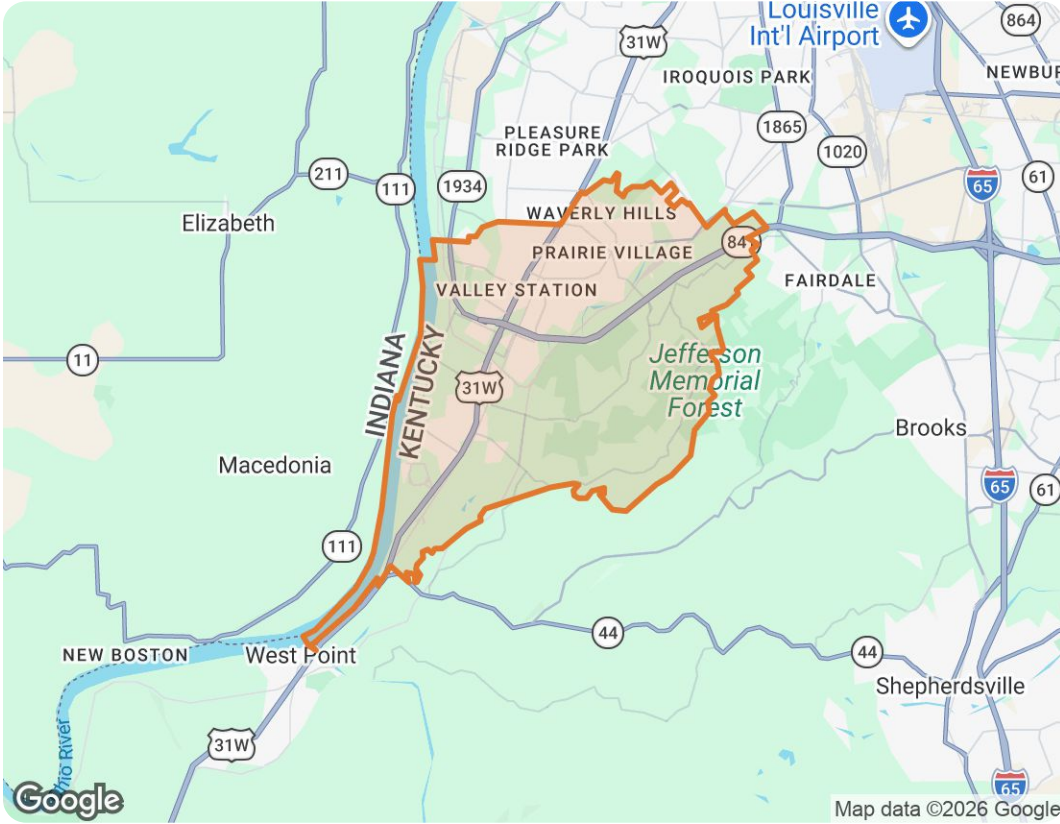 Louisville
Int'l Airport
864
31W
IROQUOIS PARK
NEWBUR
PLEASURE
RIDGE PARK
1865
1020
211
111
1934
65
61
Elizabeth
WAVERLY HILLS
PRAIRIE VILLAGE
84
FAIRDALE
VALLEY STATION
11
INDIANA
KENTUCKY
31W
Jefferson
Memorial
Forest
Brooks
Macedonia
65
61
111
44
44
NEW BOSTON
West Point
Shepherdsville
31W
hio River
65
Google
Map data ©2026 Google